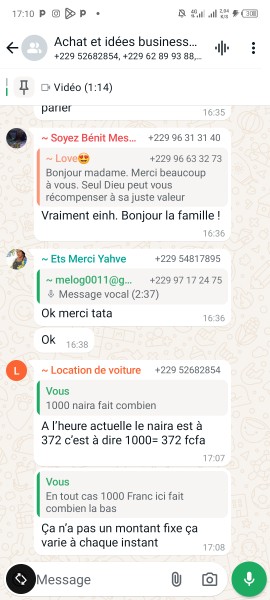 17:10
308
Achat et idées business...
+229 52682854, +229 62 89 93 88,...
Vidéo (1:14)
parler
16:35
~ Soyez Bénit Mes... +229 96 31 31 40
~ Love😍 +229 96 63 32 73
Bonjour madame. Merci beaucoup
à vous. Seul Dieu peut vous
récompenser à sa juste valeur
Vraiment einh. Bonjour la famille !
16:36
~ Ets Merci Yahve +229 54817895
~ melog0011@g... +229 97 17 24 75
Message vocal (2:37)
Ok merci tata
16:36
Ok 16:38
L ~ Location de voiture +229 52682854
Vous
1000 naira fait combien
A l'heure actuelle le naira est à
372 c'est à dire 1000= 372 fcfa
17:07
Vous
En tout cas 1000 Franc ici fait
combien la bas
Ça n'a pas un montant fixe ça
varie à chaque instant 17:08
Message